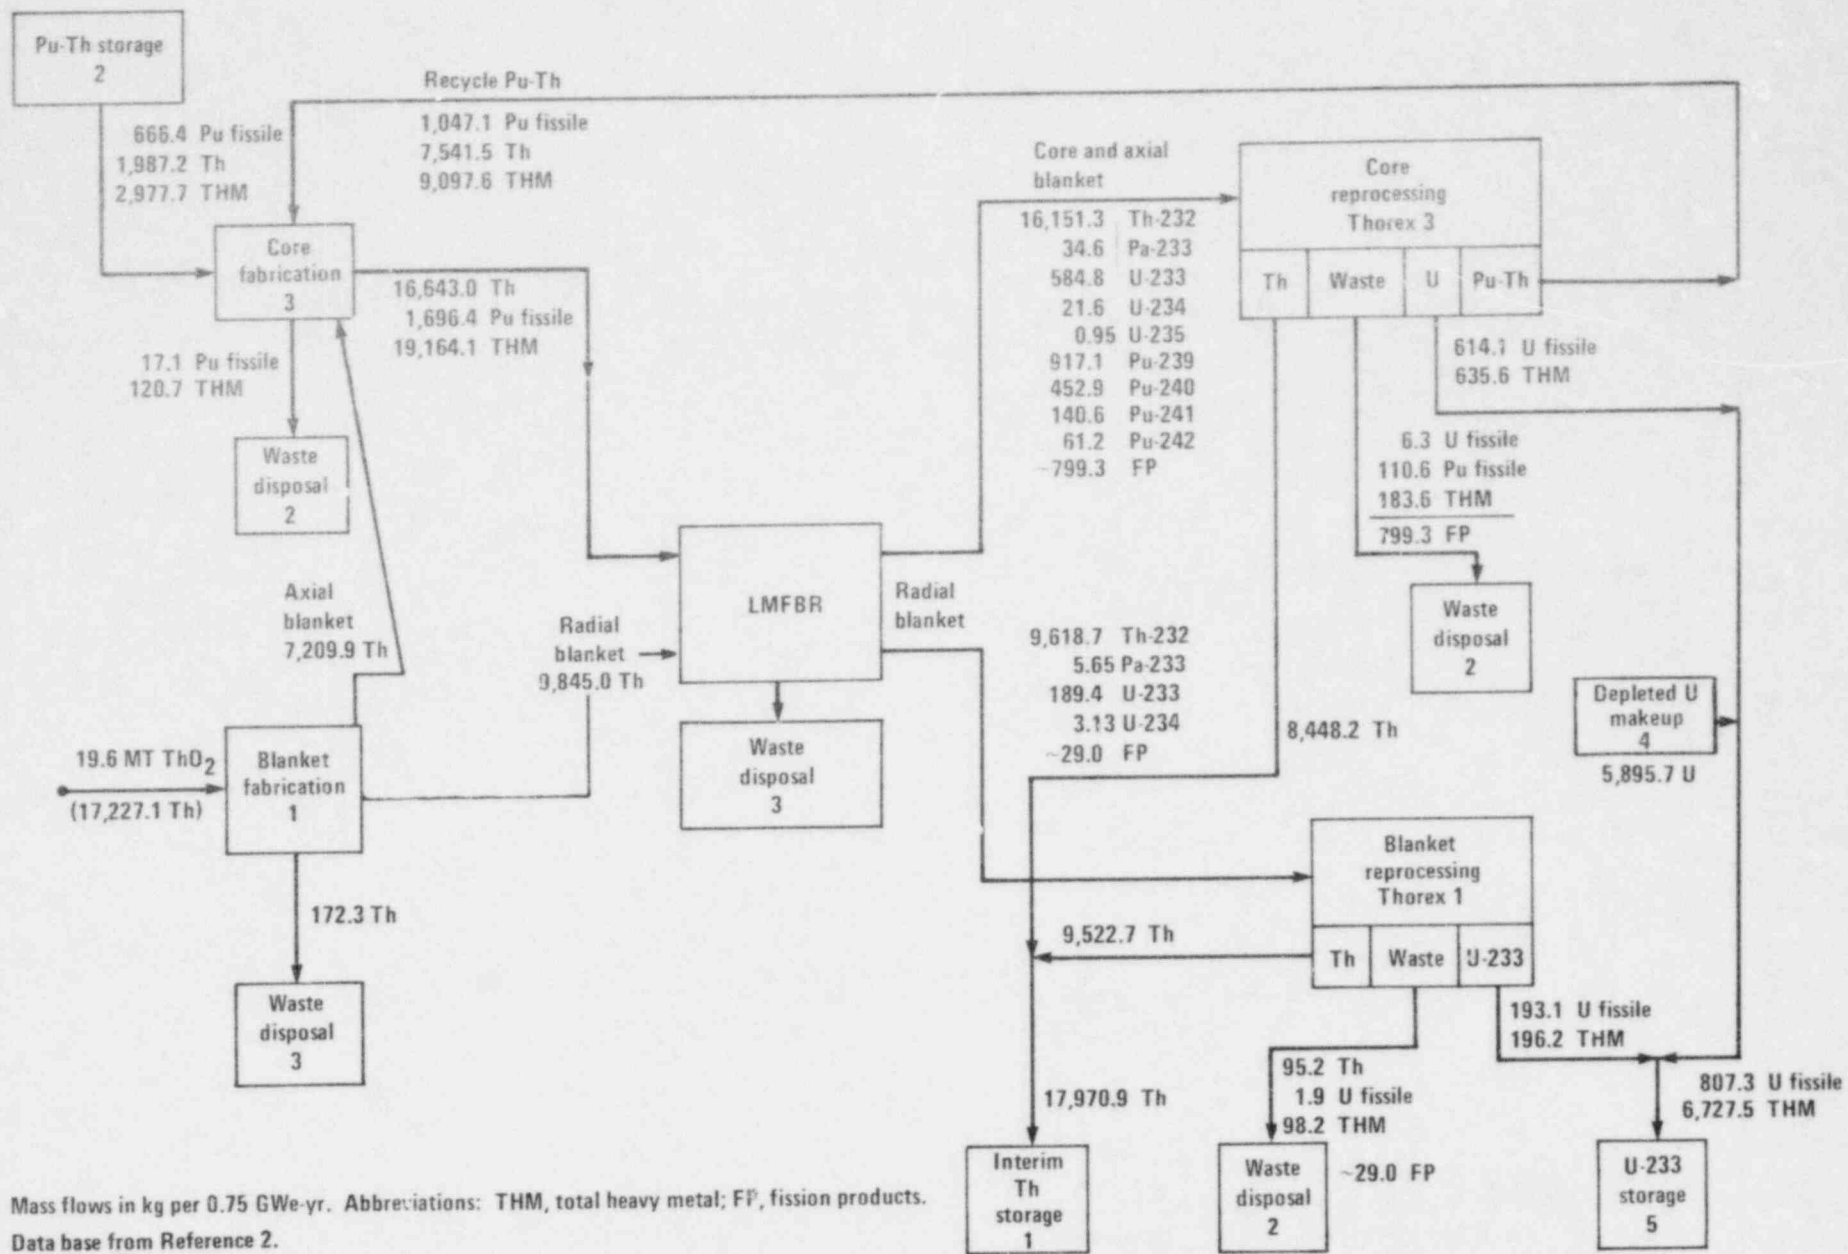 Pu-Th storage
2
666.4 Pu fissile
1,987.2 Th
2,977.7 THM
Recycle Pu-Th
1,047.1 Pu fissile
7,541.5 Th
9,097.6 THM
Core
fabrication
3
16,643.0 Th
1,696.4 Pu fissile
19,164.1 THM
17.1 Pu fissile
120.7 THM
Waste
disposal
2
Axial
blanket
7,209.9 Th
19.6 MT ThO2
(17,227.1 Th)
Blanket
fabrication
1
172.3 Th
Waste
disposal
3
Radial
blanket
9,845.0 Th
LMFBR
Waste
disposal
3
Core and axial
blanket
16,151.3 Th-232
34.6 Pa-233
584.8 U-233
21.6 U-234
0.95 U-235
917.1 Pu-239
452.9 Pu-240
140.6 Pu-241
61.2 Pu-242
~799.3 FP
Radial
blanket
9,618.7 Th-232
5.65 Pa-233
189.4 U-233
3.13 U-234
~29.0 FP
Core
reprocessing
Thorex 3
Th Waste U Pu-Th
614.1 U fissile
635.6 THM
6.3 U fissile
110.6 Pu fissile
183.6 THM
799.3 FP
Waste
disposal
2
8,448.2 Th
Depleted U
makeup
4
5,895.7 U
Blanket
reprocessing
Thorex 1
Th Waste U-233
9,522.7 Th
193.1 U fissile
196.2 THM
95.2 Th
1.9 U fissile
98.2 THM
~29.0 FP
17,970.9 Th
807.3 U fissile
6,727.5 THM
Interim
Th
storage
1
Waste
disposal
2
U-233
storage
5
Mass flows in kg per 0.75 GWe-yr. Abbreviations: THM, total heavy metal; FP, fission products.
Data base from Reference 2.